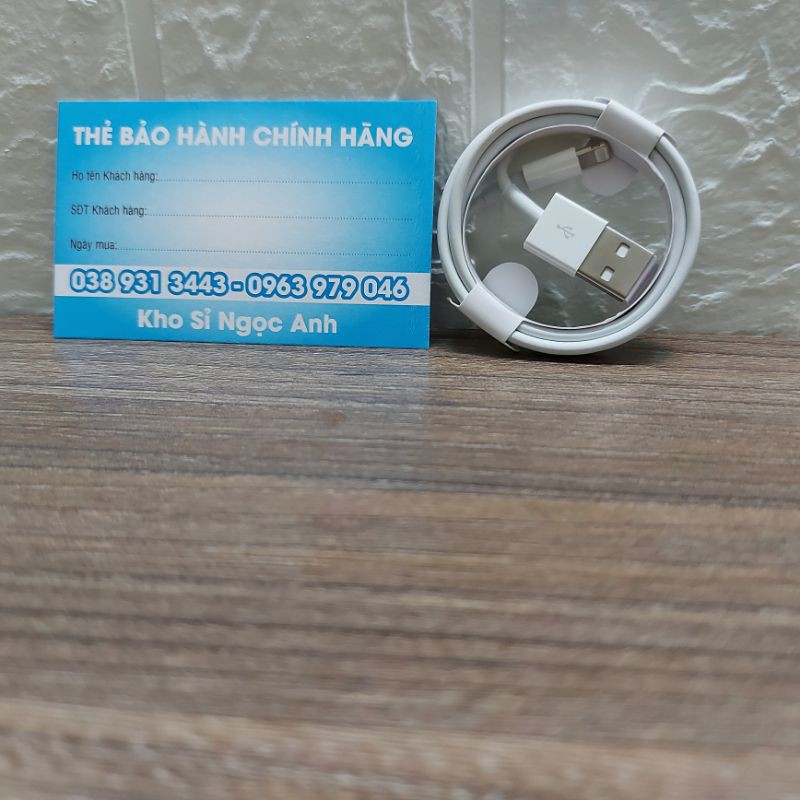 THẺ BẢO HÀNH CHÍNH HÃNG
Họ tên Khách hàng:
SĐT Khách hàng:
Ngày mua:
038 931 3443 - 0963 979 046
Kho Sỉ Ngọc Anh